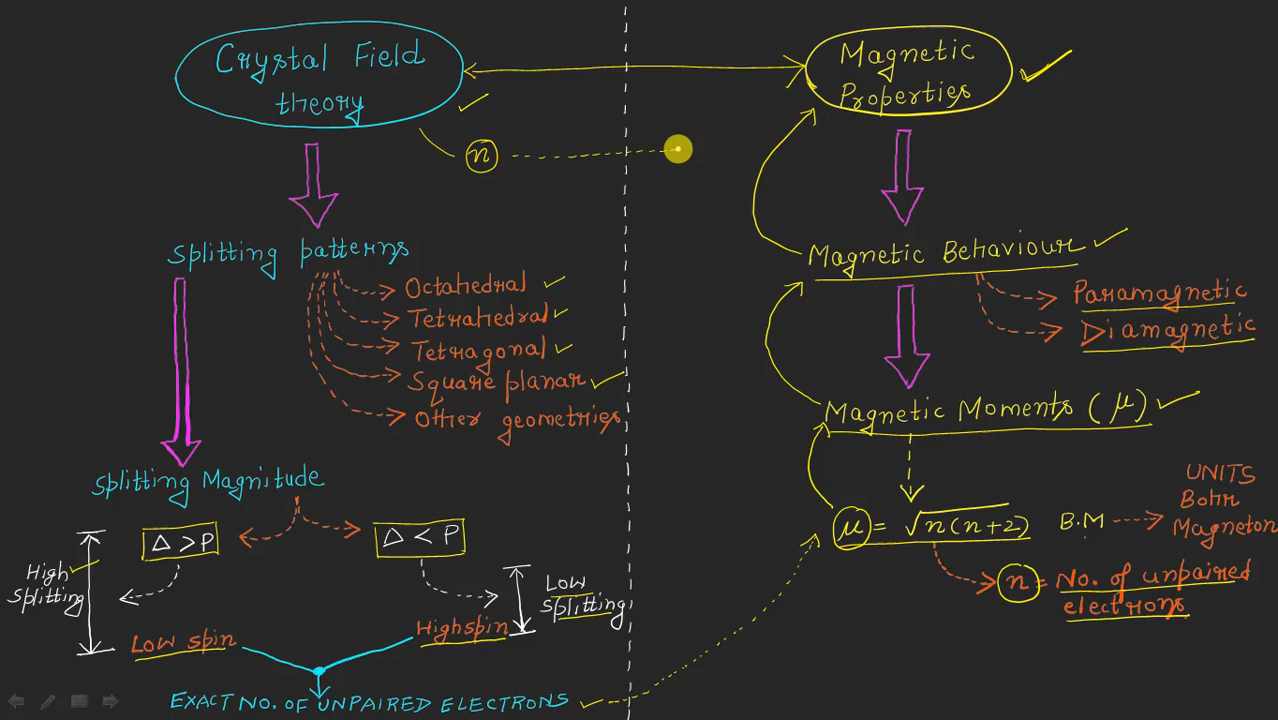 Crystal Field
theory
n
Splitting patterns
Octahedral
Tetrahedral
Tetragonal
Square planar
Other geometries
Splitting Magnitude
Δ > P
Δ < P
High
Splitting
Low
Splitting
Low spin
High spin
EXACT NO. OF UNPAIRED ELECTRONS
Magnetic
Properties
Magnetic Behaviour
Paramagnetic
Diamagnetic
Magnetic Moments (μ)
μ = √n(n+2) B.M
UNITS
Bohr
Magneton
n = No. of unpaired
electrons